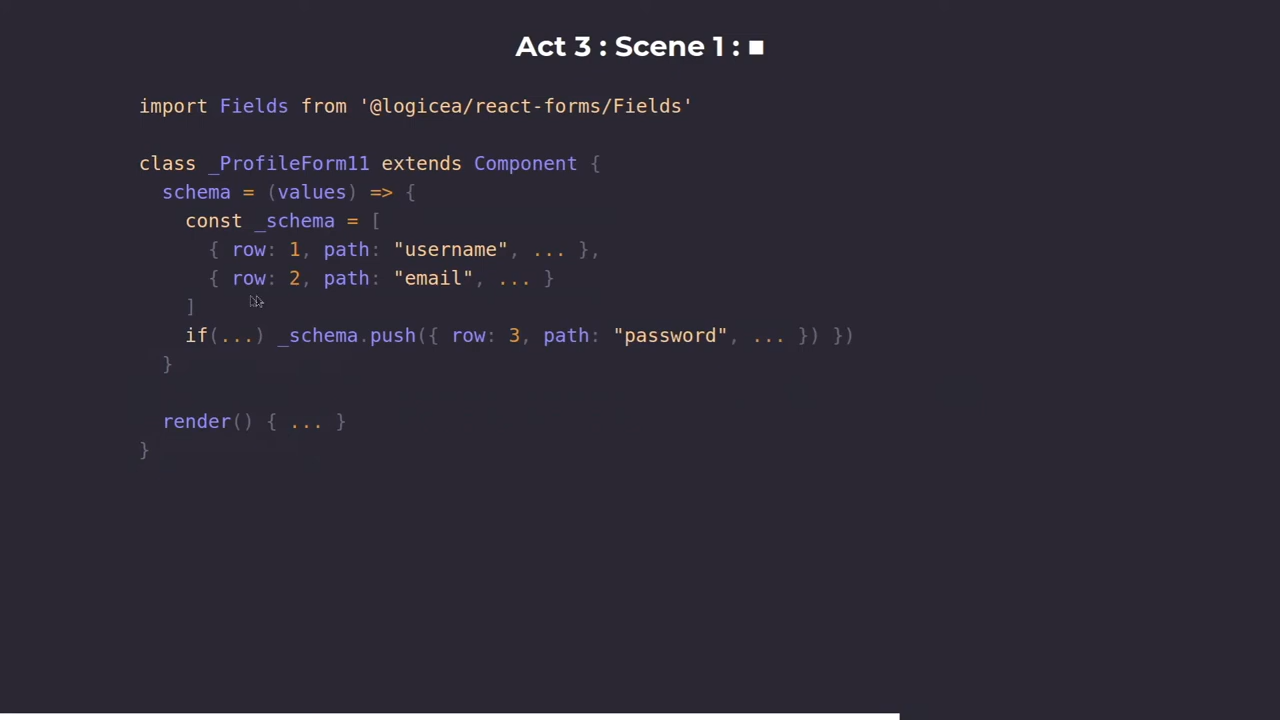 Act 3 : Scene 1 : ■
import Fields from '@logicea/react-forms/Fields'
class _ProfileForm11 extends Component {
schema = (values) => {
const _schema = [
{ row: 1, path: "username", ... },
{ row: 2, path: "email", ... }
]
if(...) _schema.push({ row: 3, path: "password", ... }) })
}
render() { ... }
}